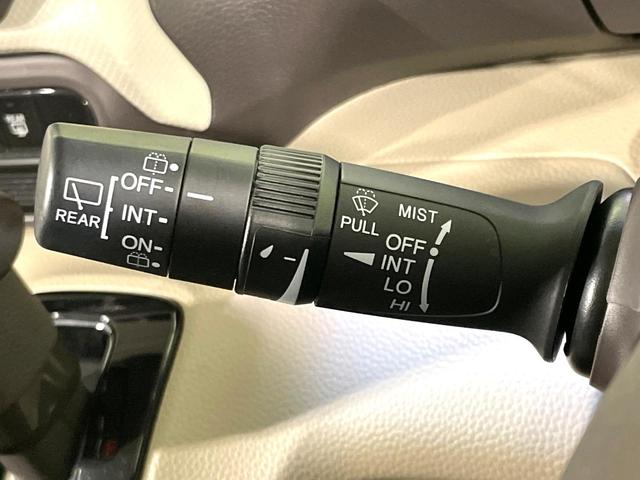 REAR
OFF-
INT-
ON-
PULL
MIST
OFF
INT
LO
HI